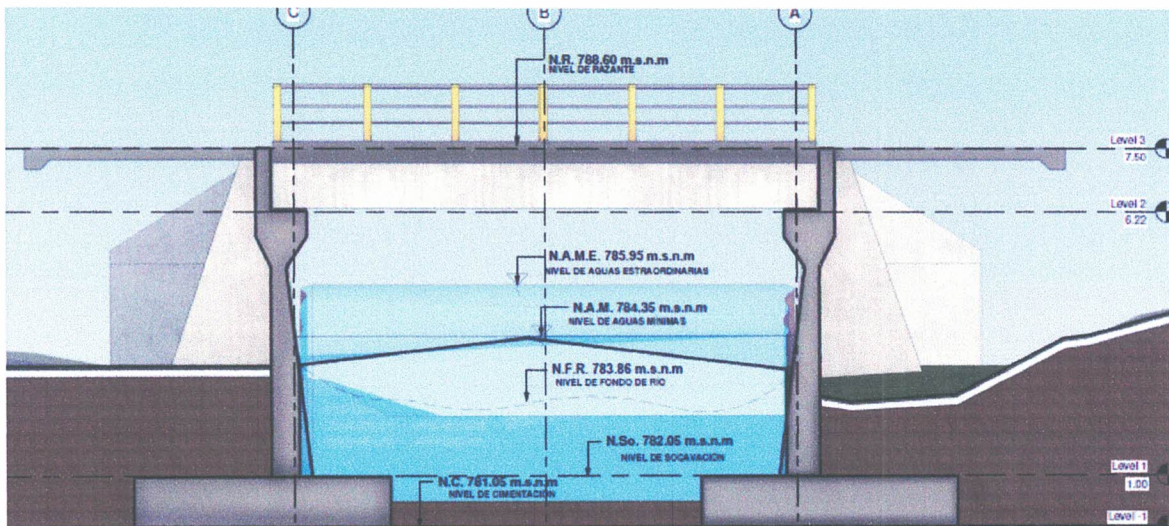 C
B
A
N.R. 788.60 m.s.n.m
NIVEL DE RAZANTE
Level 3
7.50
Level 2
6.22
N.A.M.E. 785.95 m.s.n.m
NIVEL DE AGUAS ESTRAORDINARIAS
N.A.M. 784.35 m.s.n.m
NIVEL DE AGUAS MINIMAS
N.F.R. 783.86 m.s.n.m
NIVEL DE FONDO DE RIO
N.So. 782.05 m.s.n.m
NIVEL DE SOCAVACIÓN
Level 1
1.00
N.C. 781.05 m.s.n.m
NIVEL DE CIMENTACIÓN
Level -1